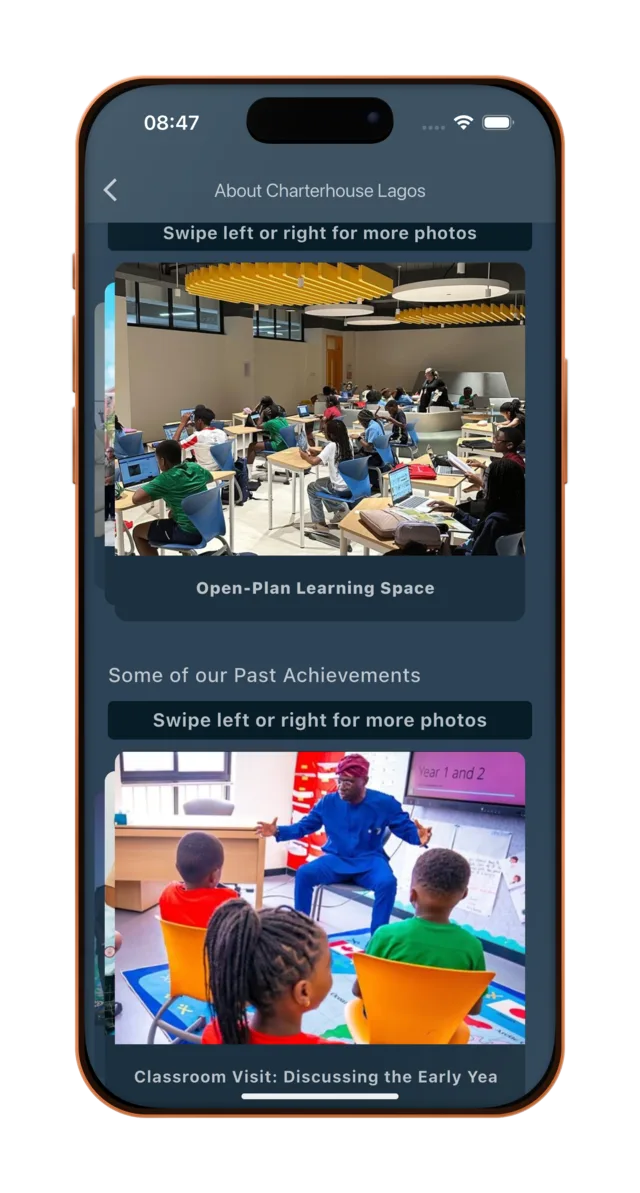 08:47
About Charterhouse Lagos
Swipe left or right for more photos
Open-Plan Learning Space
Some of our Past Achievements
Swipe left or right for more photos
Year 1 and 2
Classroom Visit: Discussing the Early Yea